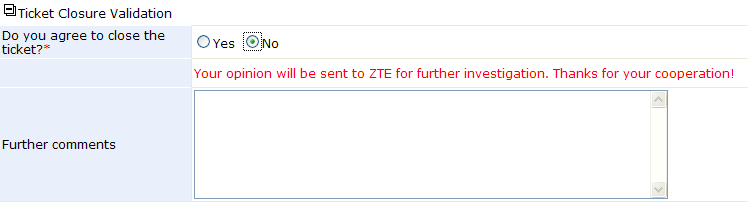 Ticket Closure Validation
Do you agree to close the
ticket?*
Yes No
Your opinion will be sent to ZTE for further investigation. Thanks for your cooperation!
Further comments